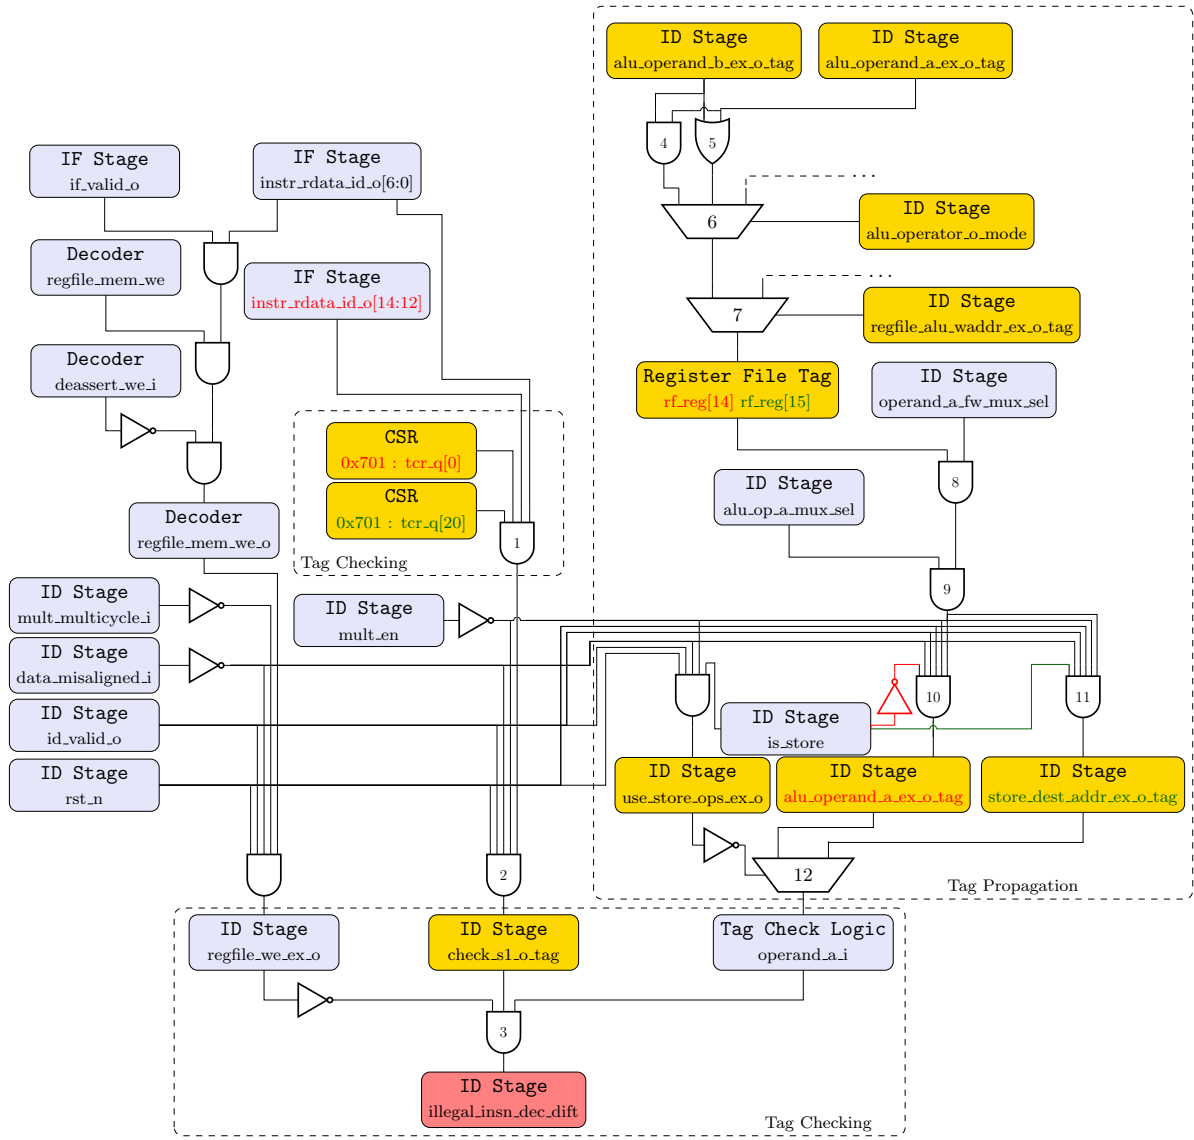 ID Stage
alu_operand_b_ex_o_tag
ID Stage
alu_operand_a_ex_o_tag
4
5
IF Stage
if_valid_o
IF Stage
instr_rdata_id_o[6:0]
...
6
ID Stage
alu_operator_o_mode
Decoder
regfile_mem_we
IF Stage
instr_rdata_id_o[14:12]
...
7
ID Stage
regfile_alu_waddr_ex_o_tag
Decoder
deassert_we_i
Register File Tag
rf_reg[14] rf_reg[15]
ID Stage
operand_a_fw_mux_sel
CSR
0x701 : tcr_q[0]
CSR
0x701 : tcr_q[20]
1
Tag Checking
8
ID Stage
alu_op_a_mux_sel
Decoder
regfile_mem_we_o
9
ID Stage
mult_multicycle_i
ID Stage
mult_en
ID Stage
data_misaligned_i
10
11
ID Stage
id_valid_o
ID Stage
is_store
ID Stage
rst_n
ID Stage
use_store_ops_ex_o
ID Stage
alu_operand_a_ex_o_tag
ID Stage
store_dest_addr_ex_o_tag
2
12
Tag Propagation
ID Stage
regfile_we_ex_o
ID Stage
check_s1_o_tag
Tag Check Logic
operand_a_i
3
ID Stage
illegal_insn_dec_dift
Tag Checking